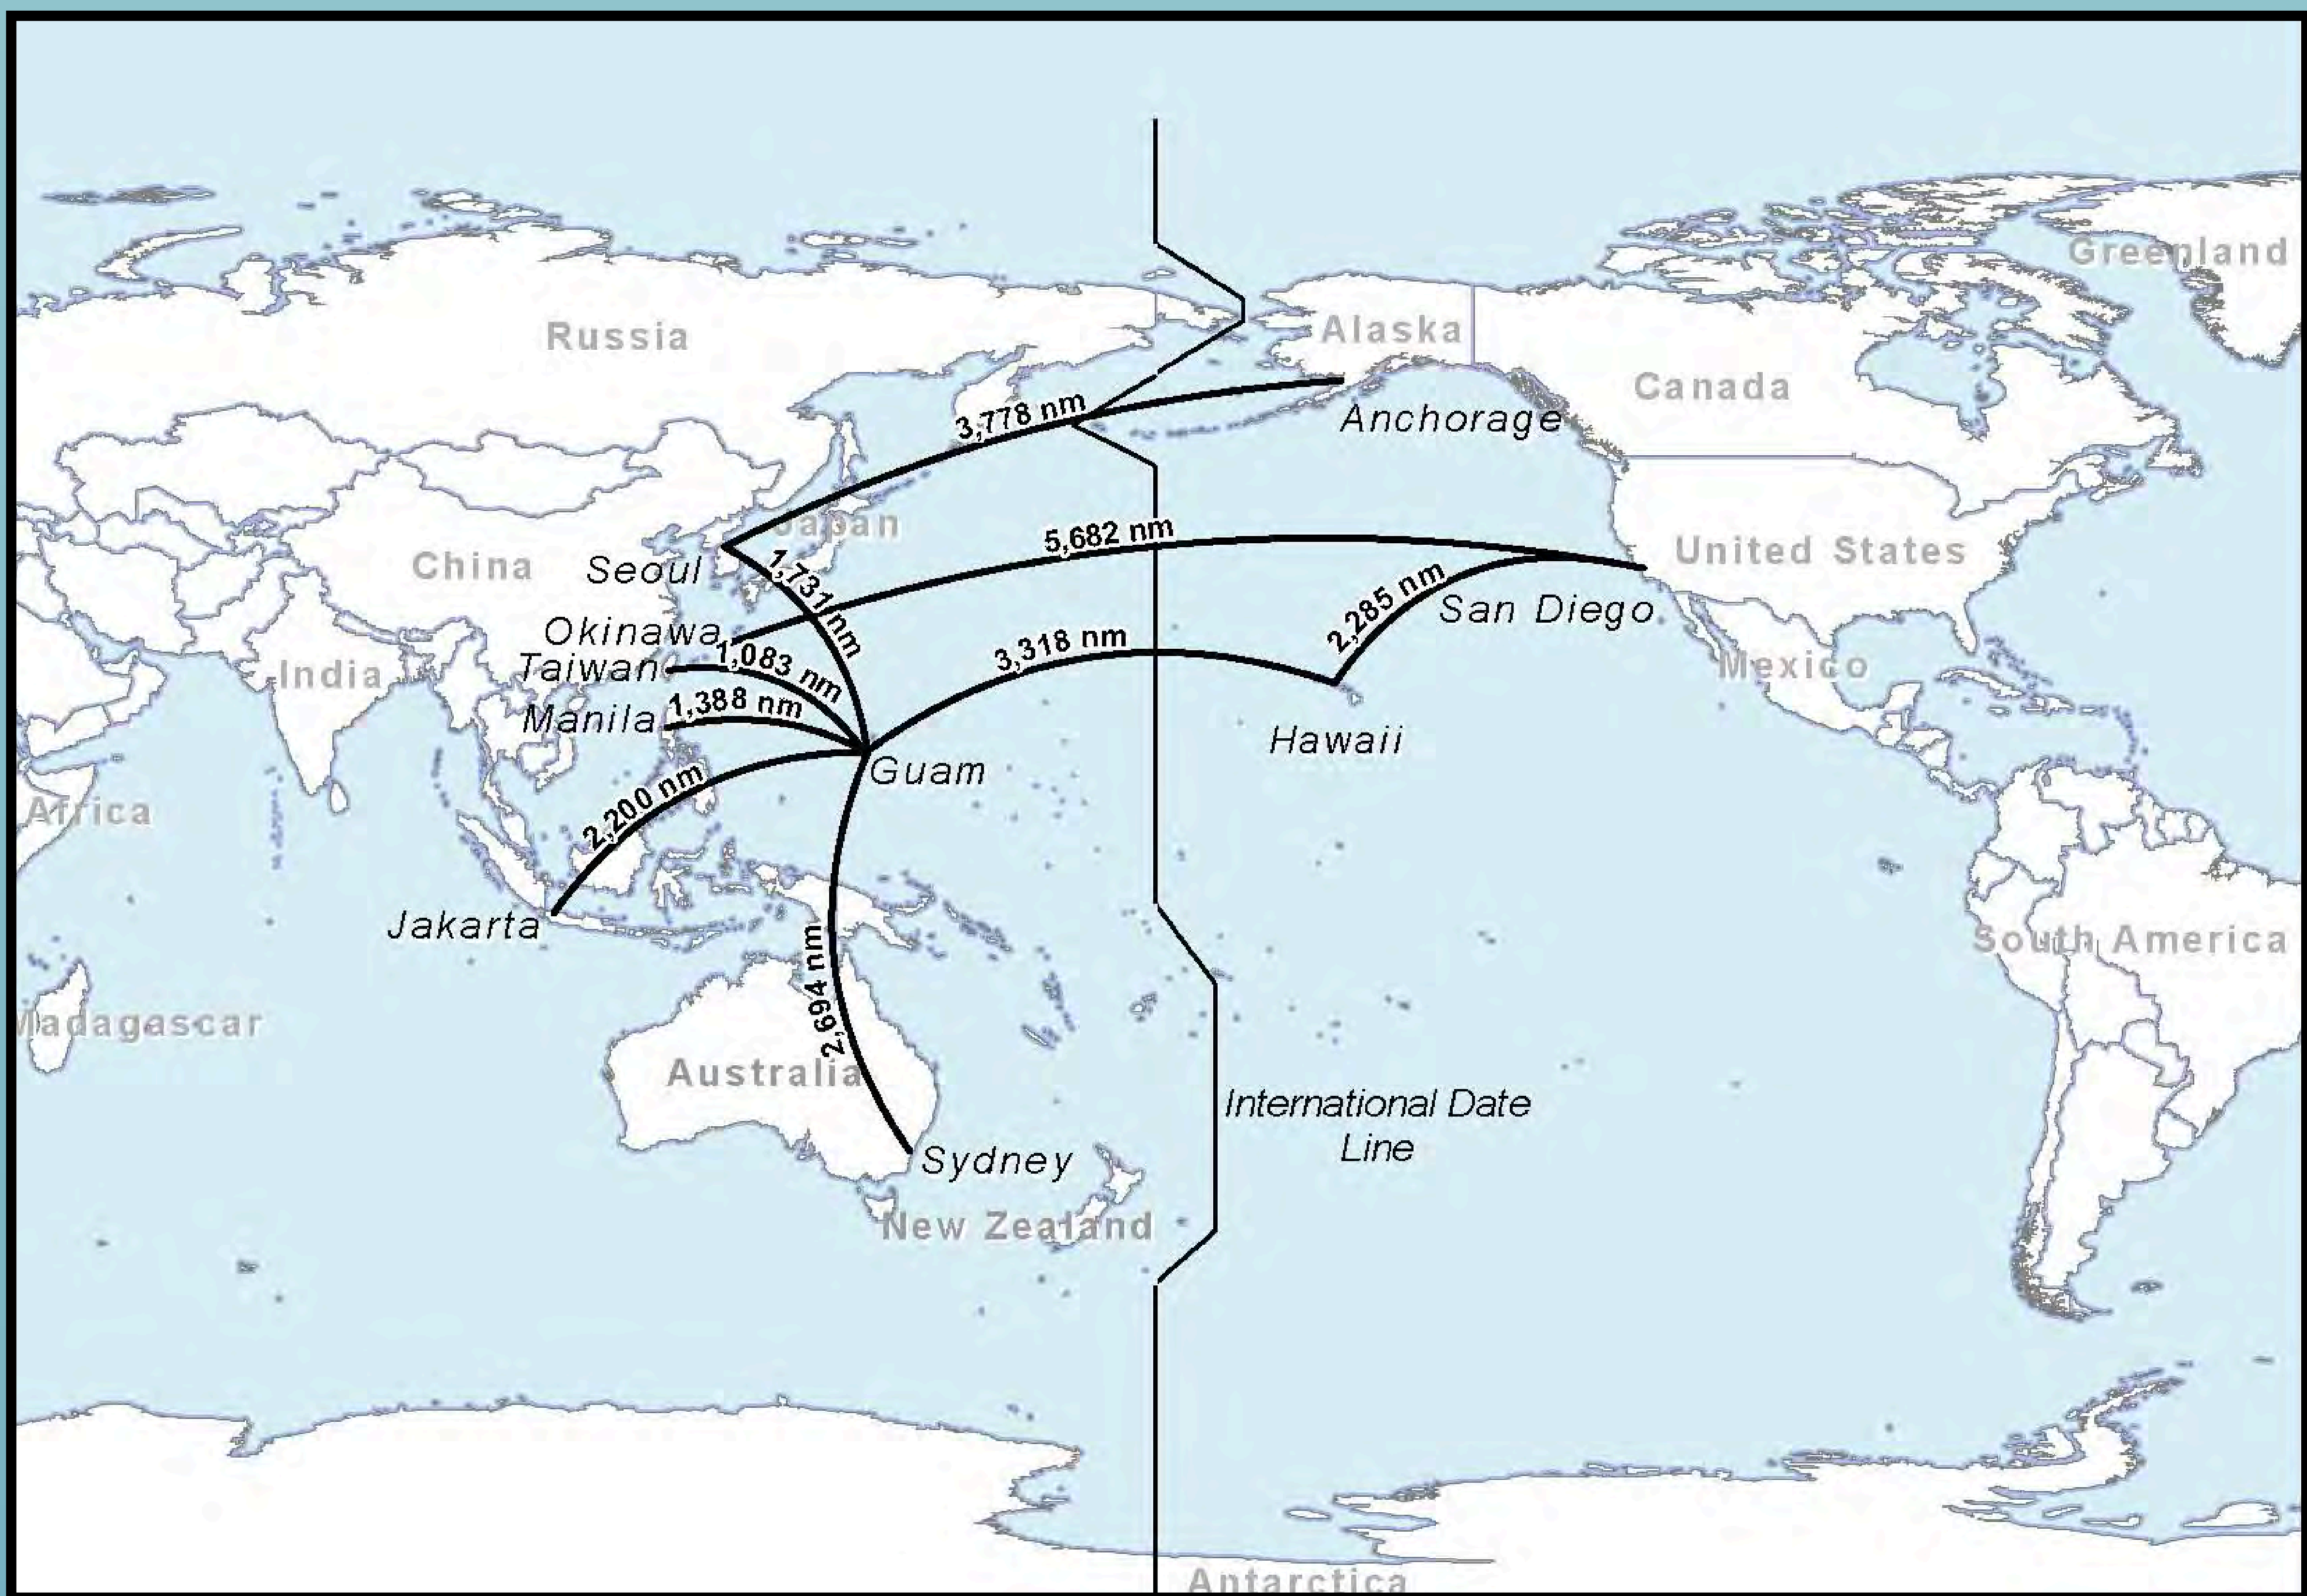 Greenland
Russia
Alaska
Canada
3,778 nm
Anchorage
Japan
5,682 nm
United States
China
Seoul
1,731 nm
2,285 nm
San Diego
Okinawa
3,318 nm
Taiwan
1,083 nm
India
Mexico
Manila
1,388 nm
Hawaii
Guam
Africa
2,200 nm
Jakarta
South America
2,694 nm
Madagascar
Australia
International Date
Line
Sydney
New Zealand
Antarctica